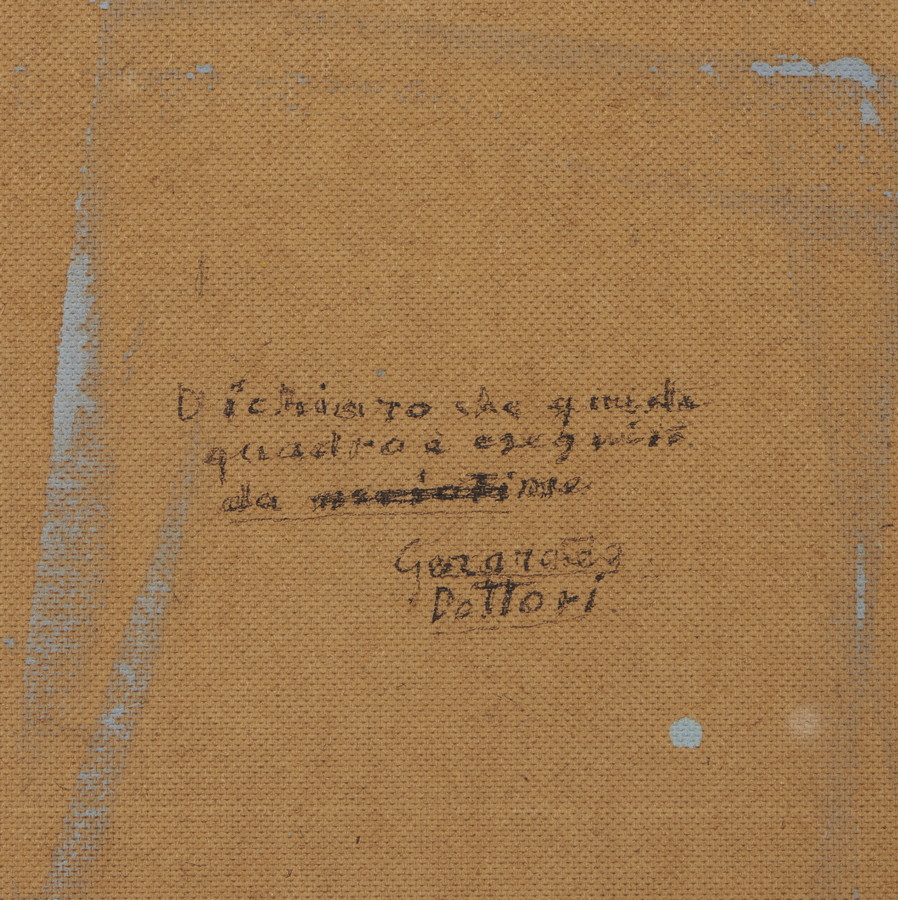 Dichiaro che questo
quadro è eseguito
da me
Gerardo
Dottori